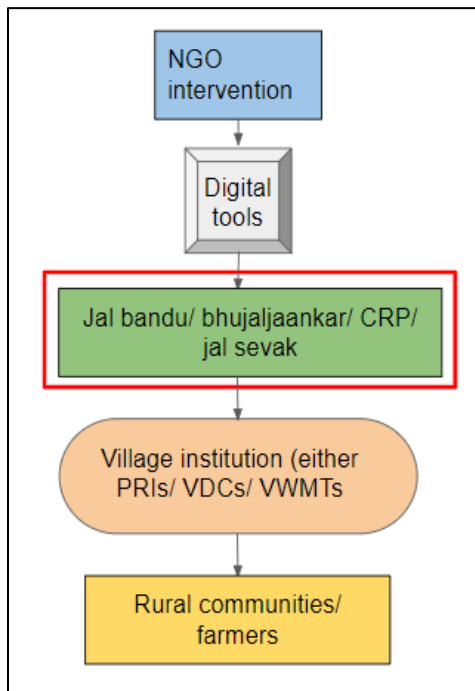 NGO
intervention
Digital
tools
Jal bandu/ bhujaljaankar/ CRP/
jal sevak
Village institution (either
PRIs/ VDCs/ VWMTs
Rural communities/
farmers